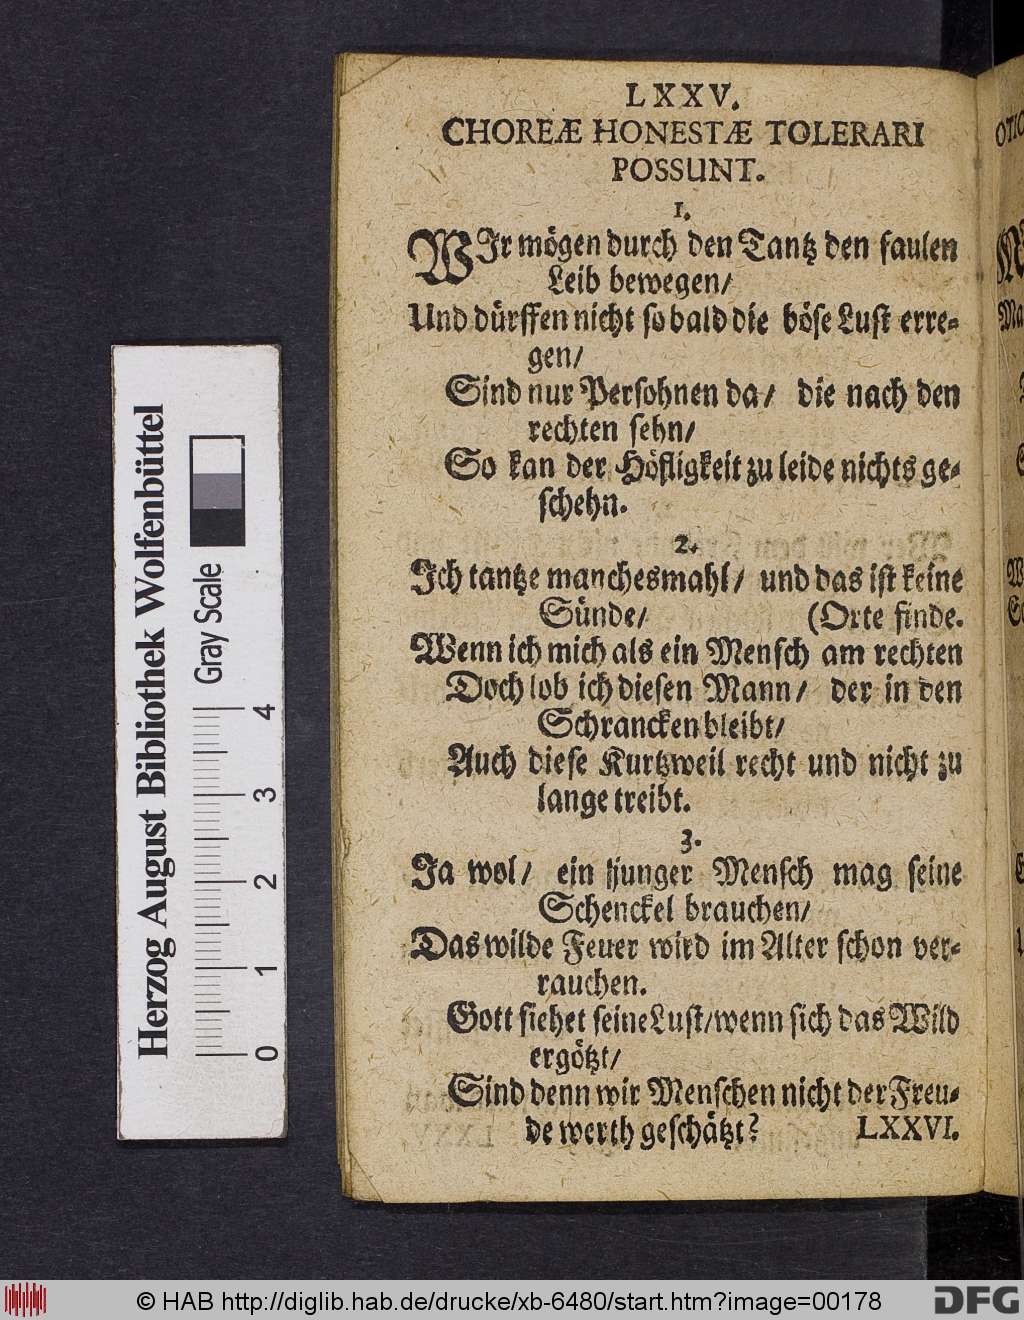 LXXV.
CHOREÆ HONESTÆ TOLERARI
POSSUNT.
1.
WIr mögen durch den Tantz den faulen
Leib bewegen/
Und dürffen nicht so bald die böse Lust erre-
gen/
Sind nur Persohnen da/ die nach den
rechten sehn/
So kan der Höfligkeit zu leide nichts ge-
schehn.
2.
Ich tantze manchesmahl/ und das ist keine
Sünde/ (Orte finde.
Wenn ich mich als ein Mensch am rechten
Doch lob ich diesen Mann/ der in den
Schrancken bleibt/
Auch diese Kurtzweil recht und nicht zu
lange treibt.
3.
Ja wol/ ein junger Mensch mag seine
Schenckel brauchen/
Das wilde Feuer wird im Alter schon ver-
rauchen.
Gott siehet seine Lust/wenn sich das Wild
ergötzt/
Sind denn wir Menschen nicht der Freu-
de werth geschätzt? LXXVI.
Herzog August Bibliothek Wolfenbüttel
Gray Scale
0 1 2 3 4
© HAB http://diglib.hab.de/drucke/xb-6480/start.htm?image=00178
DFG